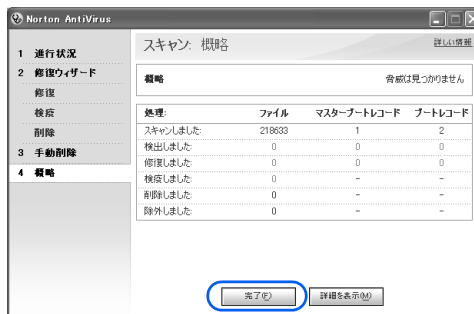 Norton AntiVirus
1 進行状況
2 修復ウィザード
修復
検疫
削除
3 手動削除
4 概略
スキャン: 概略
詳しい情報
概略 脅威は見つかりません
処理: ファイル マスターブートレコード ブートレコード
スキャンしました: 218633 1 2
検出しました: 0 0 0
修復しました: 0 0 0
検疫しました: 0 - -
削除しました: 0 - -
除外しました: 0 - -
完了(F) 詳細を表示(M)